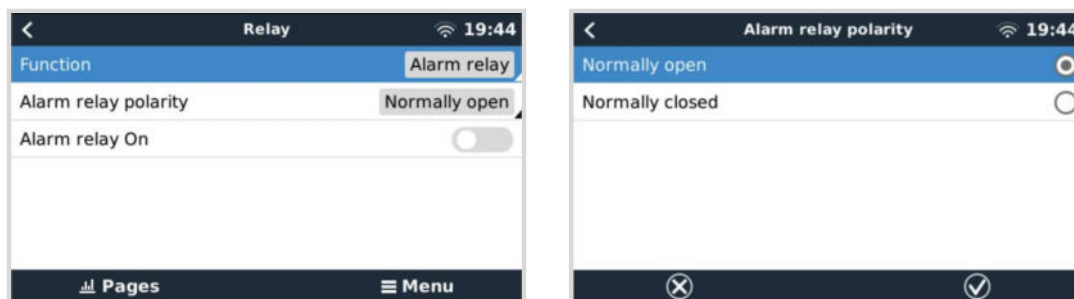 Relay 19:44
Function Alarm relay
Alarm relay polarity Normally open
Alarm relay On
Pages Menu
Alarm relay polarity 19:44
Normally open
Normally closed